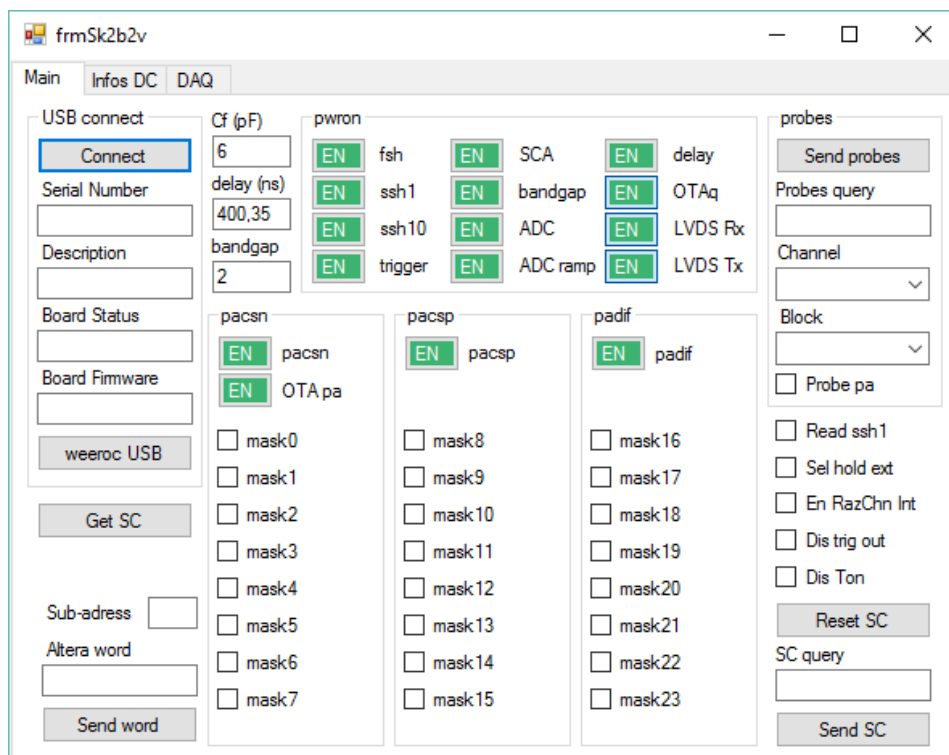 frmSk2b2v
Main Infos DC DAQ
USB connect
Connect
Serial Number
Description
Board Status
Board Firmware
weeroc USB
Get SC
Sub-adress
Altera word
Send word
Cf (pF)
6
delay (ns)
400,35
bandgap
2
pwron
EN fsh EN SCA EN delay
EN ssh1 EN bandgap EN OTAq
EN ssh10 EN ADC EN LVDS Rx
EN trigger EN ADC ramp EN LVDS Tx
pacsn
EN pacsn
EN OTA pa
mask0
mask1
mask2
mask3
mask4
mask5
mask6
mask7
pacsp
EN pacsp
mask8
mask9
mask10
mask11
mask12
mask13
mask14
mask15
padif
EN padif
mask16
mask17
mask18
mask19
mask20
mask21
mask22
mask23
probes
Send probes
Probes query
Channel
Block
Probe pa
Read ssh1
Sel hold ext
En RazChn Int
Dis trig out
Dis Ton
Reset SC
SC query
Send SC